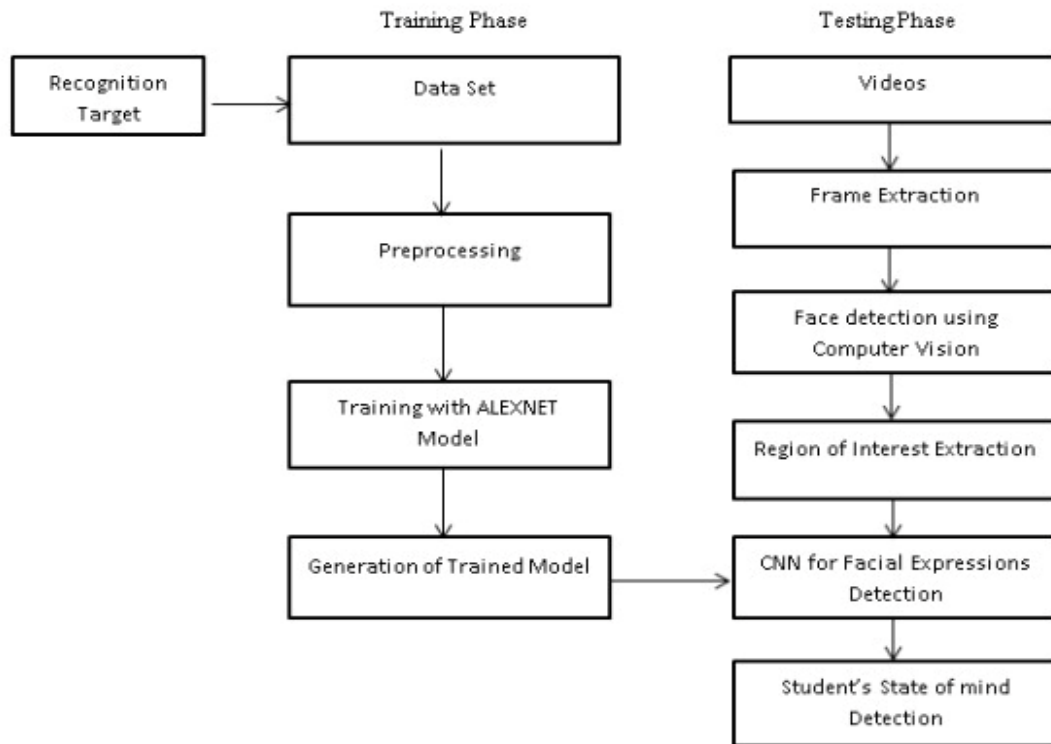 Training Phase
Testing Phase
Recognition
Target
Data Set
Preprocessing
Training with ALEXNET
Model
Generation of Trained Model
Videos
Frame Extraction
Face detection using
Computer Vision
Region of Interest Extraction
CNN for Facial Expressions
Detection
Student's State of mind
Detection